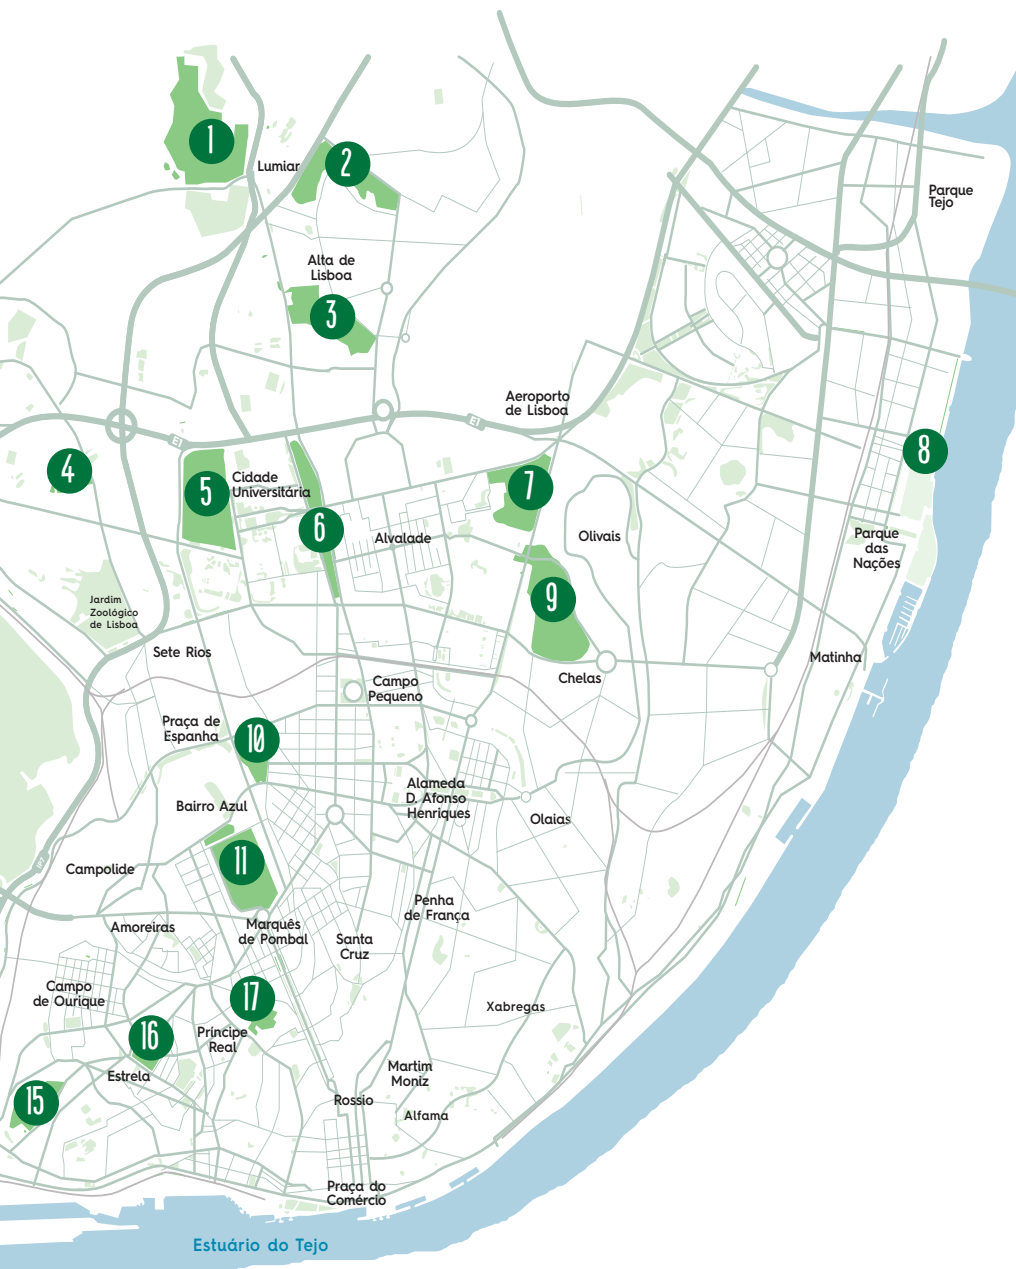 1
2
Lumiar
Parque
Tejo
Alta de
Lisboa
3
Aeroporto
de Lisboa
E1
E1
4
5
Cidade
Universitária
6
7
8
Alvalade
Olivais
Parque
das
Nações
Jardim
Zoológico
de Lisboa
9
Sete Rios
Matinha
Chelas
Campo
Pequeno
Praça de
Espanha
10
Alameda
D. Afonso
Henriques
Bairro Azul
Olaias
11
Campolide
Penha
de França
Amoreiras
Marquês
de Pombal
Santa
Cruz
Campo
de Ourique
17
Xabregas
16
Príncipe
Real
Estrela
Martim
Moniz
15
Rossio
Alfama
Praça do
Comércio
Estuário do Tejo